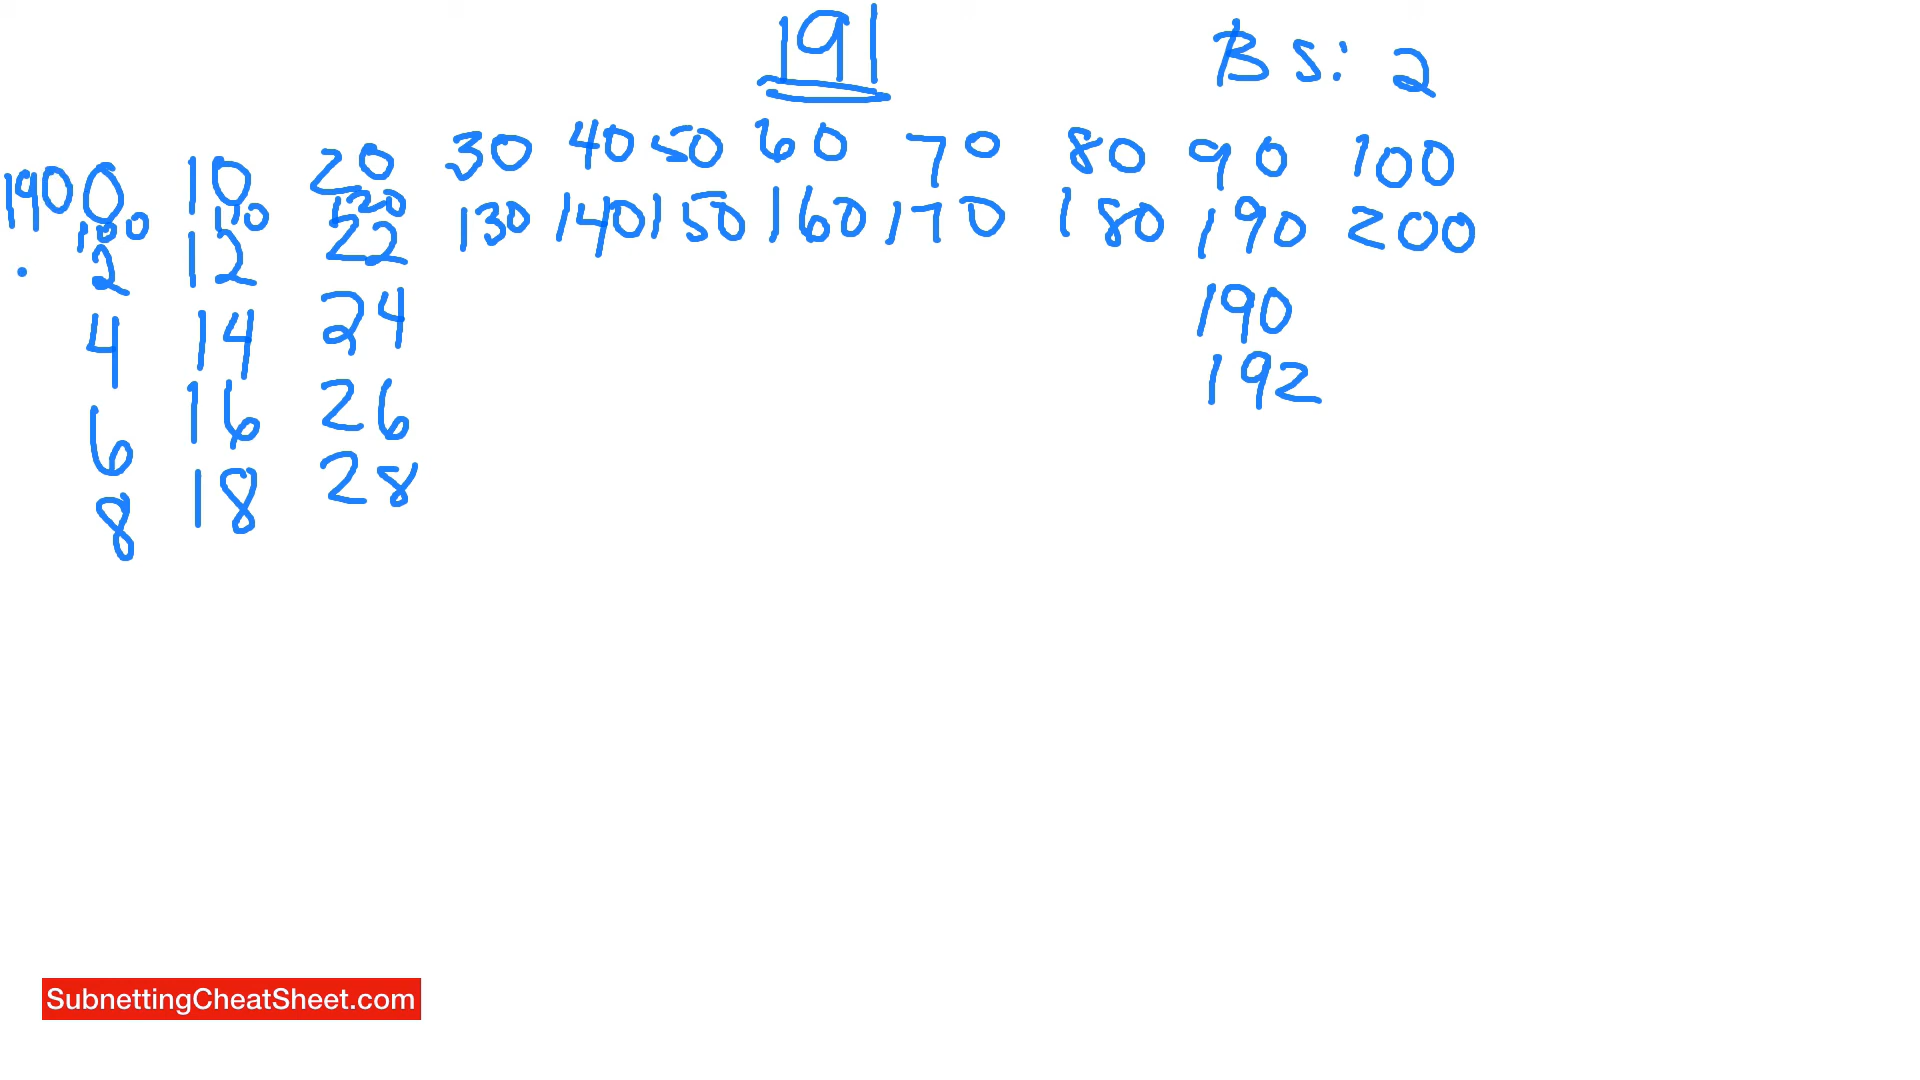 191
BS: 2
0 10 20 30 40 50 60 70 80 90 100
190 100 110 120 130 140 150 160 170 180 190 200
2 12 22
4 14 24 190
6 16 26 192
8 18 28
SubnettingCheatSheet.com